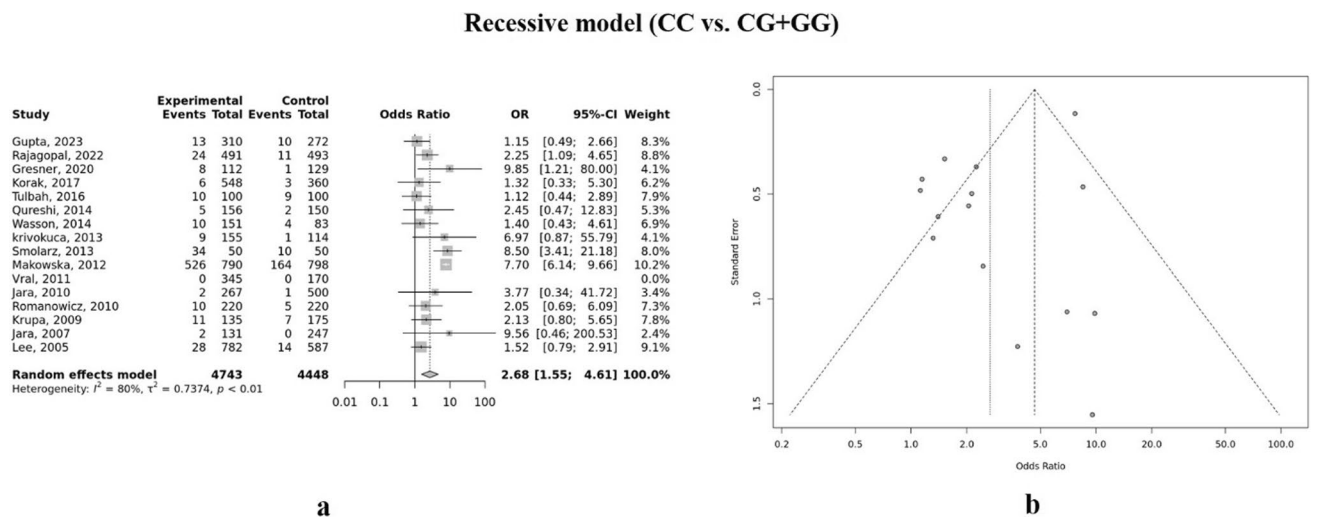 Recessive model (CC vs. CG+GG)
Experimental Control
Study Events Total Events Total Odds Ratio OR 95%-CI Weight
Gupta, 2023 13 310 10 272 1.15 [0.49; 2.66] 8.3%
Rajagopal, 2022 24 491 11 493 2.25 [1.09; 4.65] 8.8%
Gresner, 2020 8 112 1 129 9.85 [1.21; 80.00] 4.1%
Korak, 2017 6 548 3 360 1.32 [0.33; 5.30] 6.2%
Tulbah, 2016 10 100 9 100 1.12 [0.44; 2.89] 7.9%
Qureshi, 2014 5 156 2 150 2.45 [0.47; 12.83] 5.3%
Wasson, 2014 10 151 4 83 1.40 [0.43; 4.61] 6.9%
krivokuca, 2013 9 155 1 114 6.97 [0.87; 55.79] 4.1%
Smolarz, 2013 34 50 10 50 8.50 [3.41; 21.18] 8.0%
Makowska, 2012 526 790 164 798 7.70 [6.14; 9.66] 10.2%
Vral, 2011 0 345 0 170 0.0%
Jara, 2010 2 267 1 500 3.77 [0.34; 41.72] 3.4%
Romanowicz, 2010 10 220 5 220 2.05 [0.69; 6.09] 7.3%
Krupa, 2009 11 135 7 175 2.13 [0.80; 5.65] 7.8%
Jara, 2007 2 131 0 247 9.56 [0.46; 200.53] 2.4%
Lee, 2005 28 782 14 587 1.52 [0.79; 2.91] 9.1%
Random effects model 4743 4448 2.68 [1.55; 4.61] 100.0%
Heterogeneity: I² = 80%, τ² = 0.7374, p < 0.01
0.01 0.1 1 10 100
a
Standard Error
0.0
0.5
1.0
1.5
0.2 0.5 1.0 2.0 5.0 10.0 20.0 50.0 100.0
Odds Ratio
b